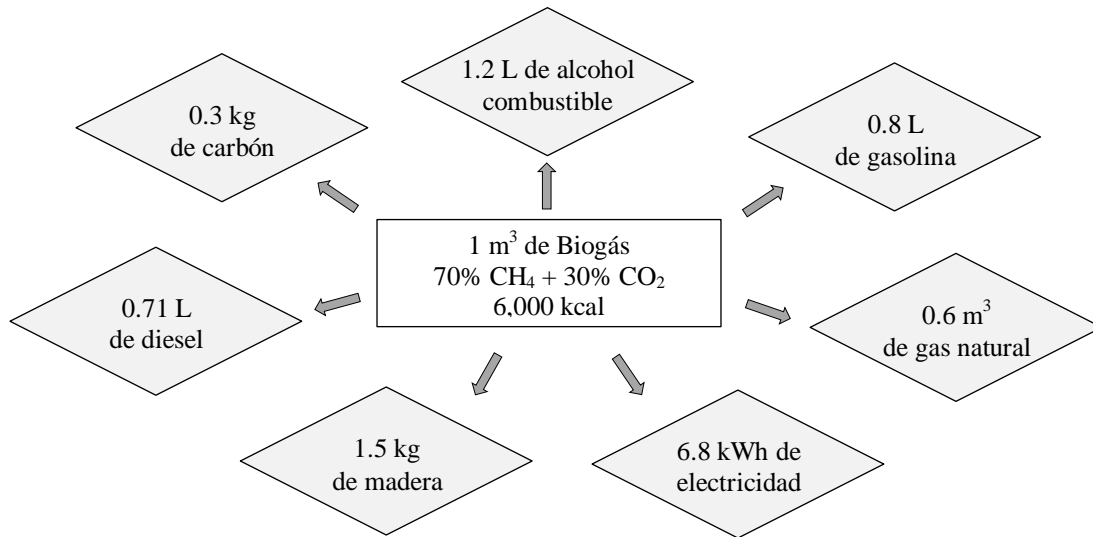 1.2 L de alcohol
combustible
0.3 kg
de carbón
0.8 L
de gasolina
1 m³ de Biogás
70% CH₄ + 30% CO₂
6,000 kcal
0.71 L
de diesel
0.6 m³
de gas natural
1.5 kg
de madera
6.8 kWh de
electricidad